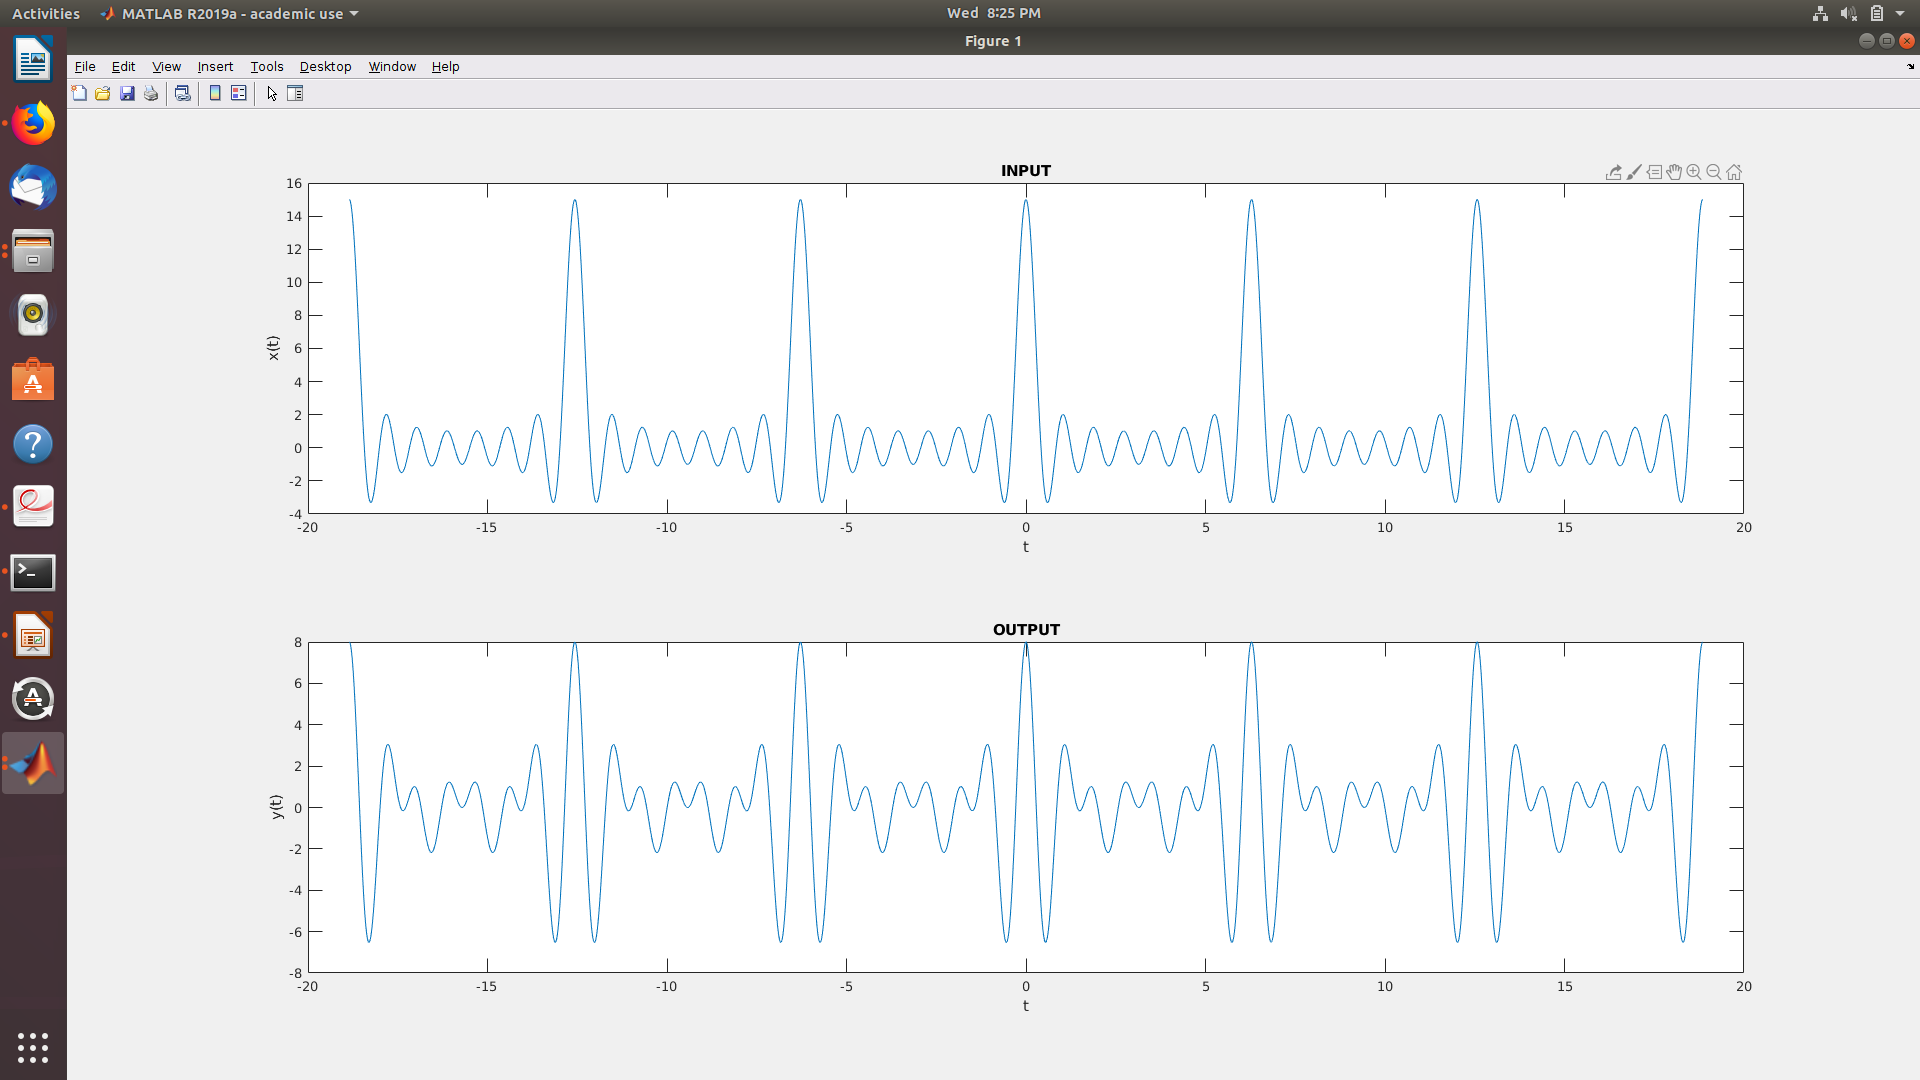 Activities MATLAB R2019a - academic use Wed 8:25 PM
Figure 1
File Edit View Insert Tools Desktop Window Help
INPUT
16
14
12
10
8
6
4
2
0
-2
-4
x(t)
-20 -15 -10 -5 0 5 10 15 20
t
OUTPUT
8
6
4
2
0
-2
-4
-6
-8
y(t)
-20 -15 -10 -5 0 5 10 15 20
t